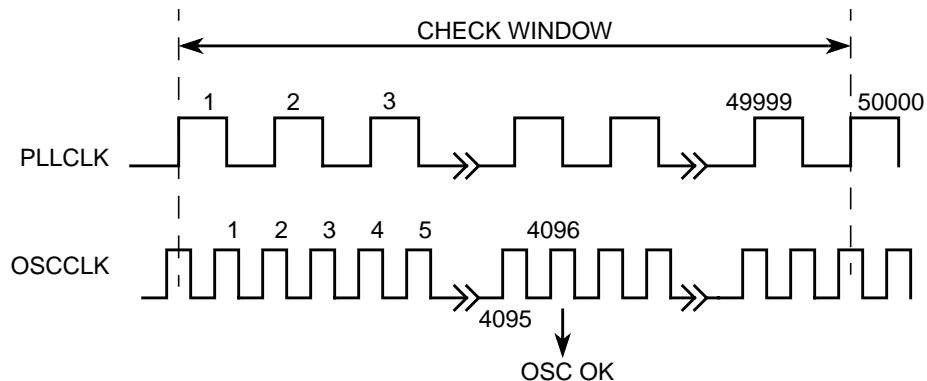 CHECK WINDOW
1 2 3 49999 50000
PLLCLK
1 2 3 4 5 4096
OSCCLK
4095
OSC OK